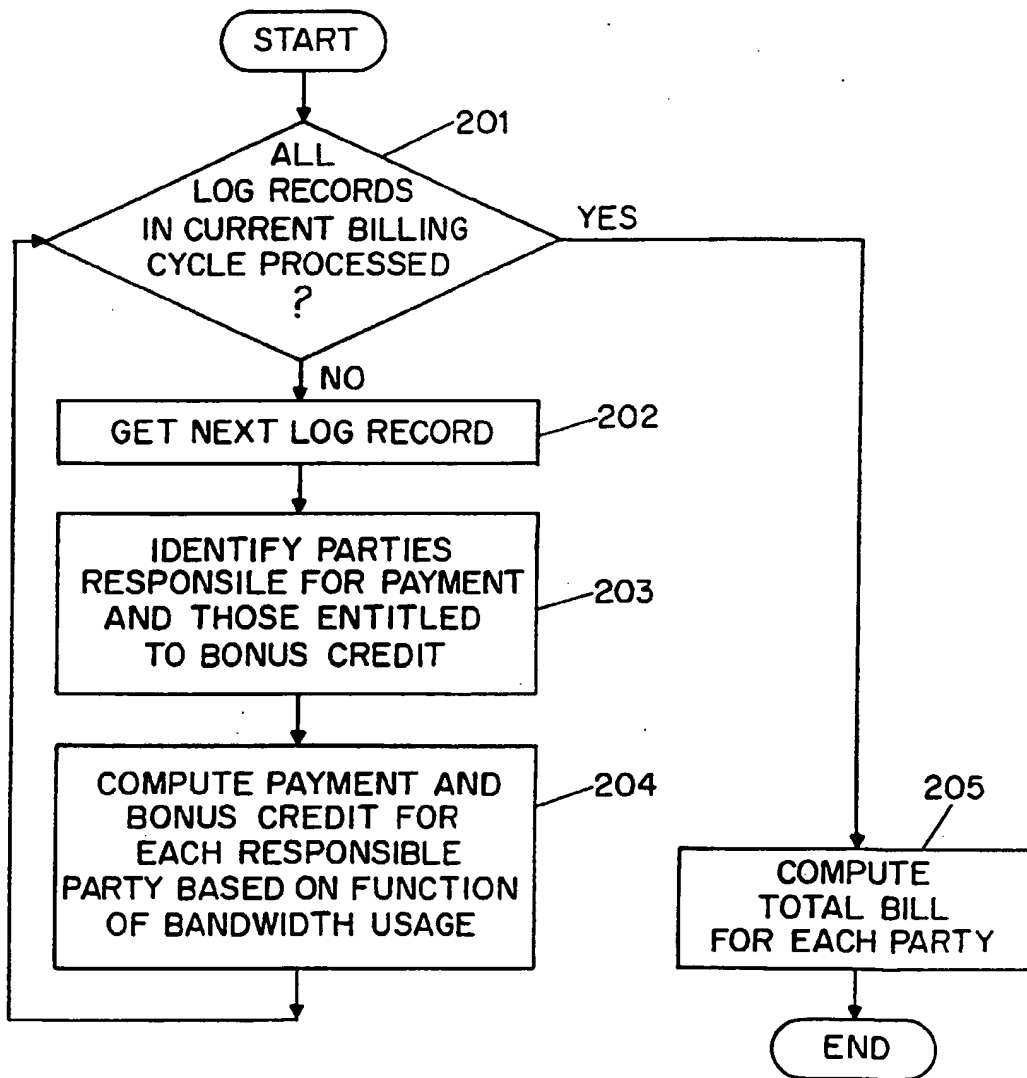 START
201
ALL
LOG RECORDS
IN CURRENT BILLING
CYCLE PROCESSED
?
YES
NO
GET NEXT LOG RECORD
202
IDENTIFY PARTIES
RESPONSILE FOR PAYMENT
AND THOSE ENTITLED
TO BONUS CREDIT
203
COMPUTE PAYMENT AND
BONUS CREDIT FOR
EACH RESPONSIBLE
PARTY BASED ON FUNCTION
OF BANDWIDTH USAGE
204
205
COMPUTE
TOTAL BILL
FOR EACH PARTY
END